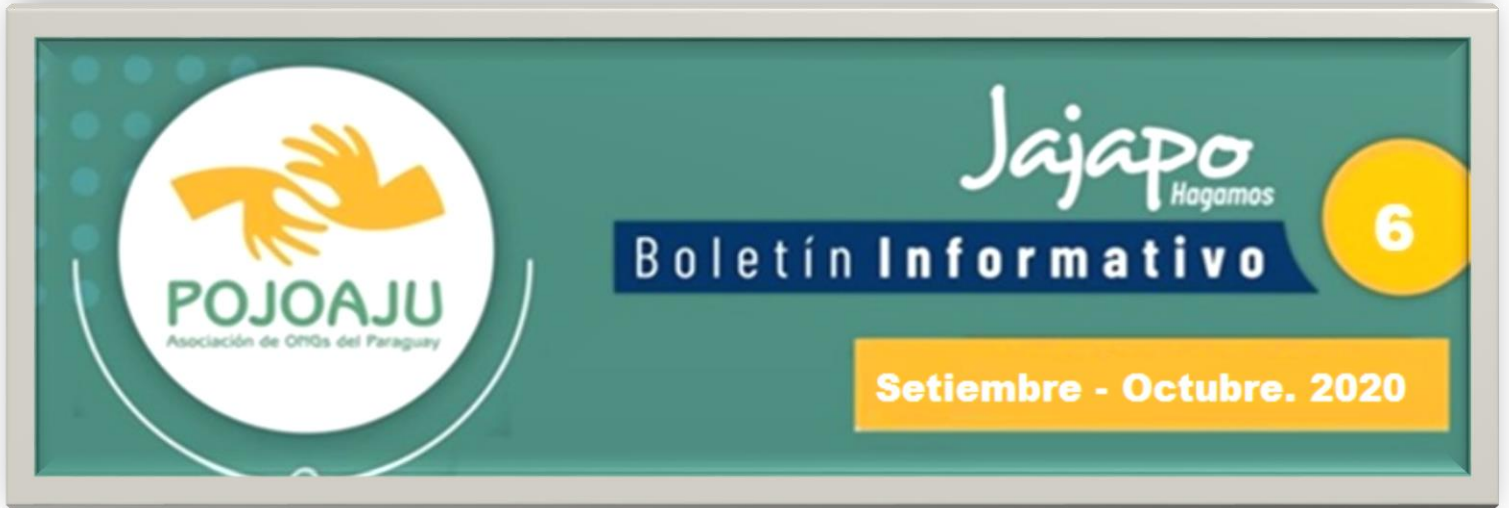 POJOAJU
Asociación de ONGs del Paraguay
Jajapo
Hagamos
Boletín Informativo
6
Setiembre - Octubre. 2020